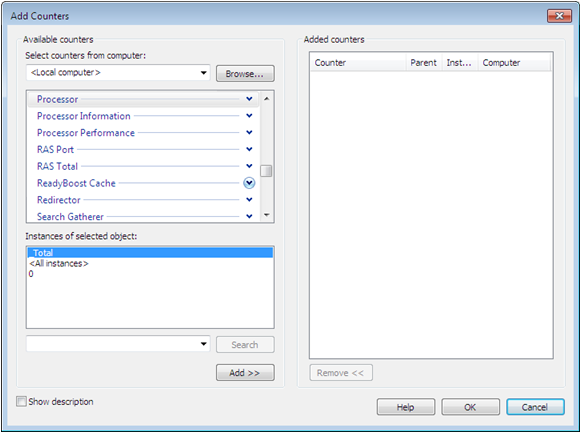 Add Counters
Available counters
Select counters from computer:
<Local computer>
Browse...
Processor
Processor Information
Processor Performance
RAS Port
RAS Total
ReadyBoost Cache
Redirector
Search Gatherer
Instances of selected object:
_Total
<All instances>
0
Search
Add >>
Show description
Added counters
Counter Parent Inst... Computer
Remove <<
Help OK Cancel